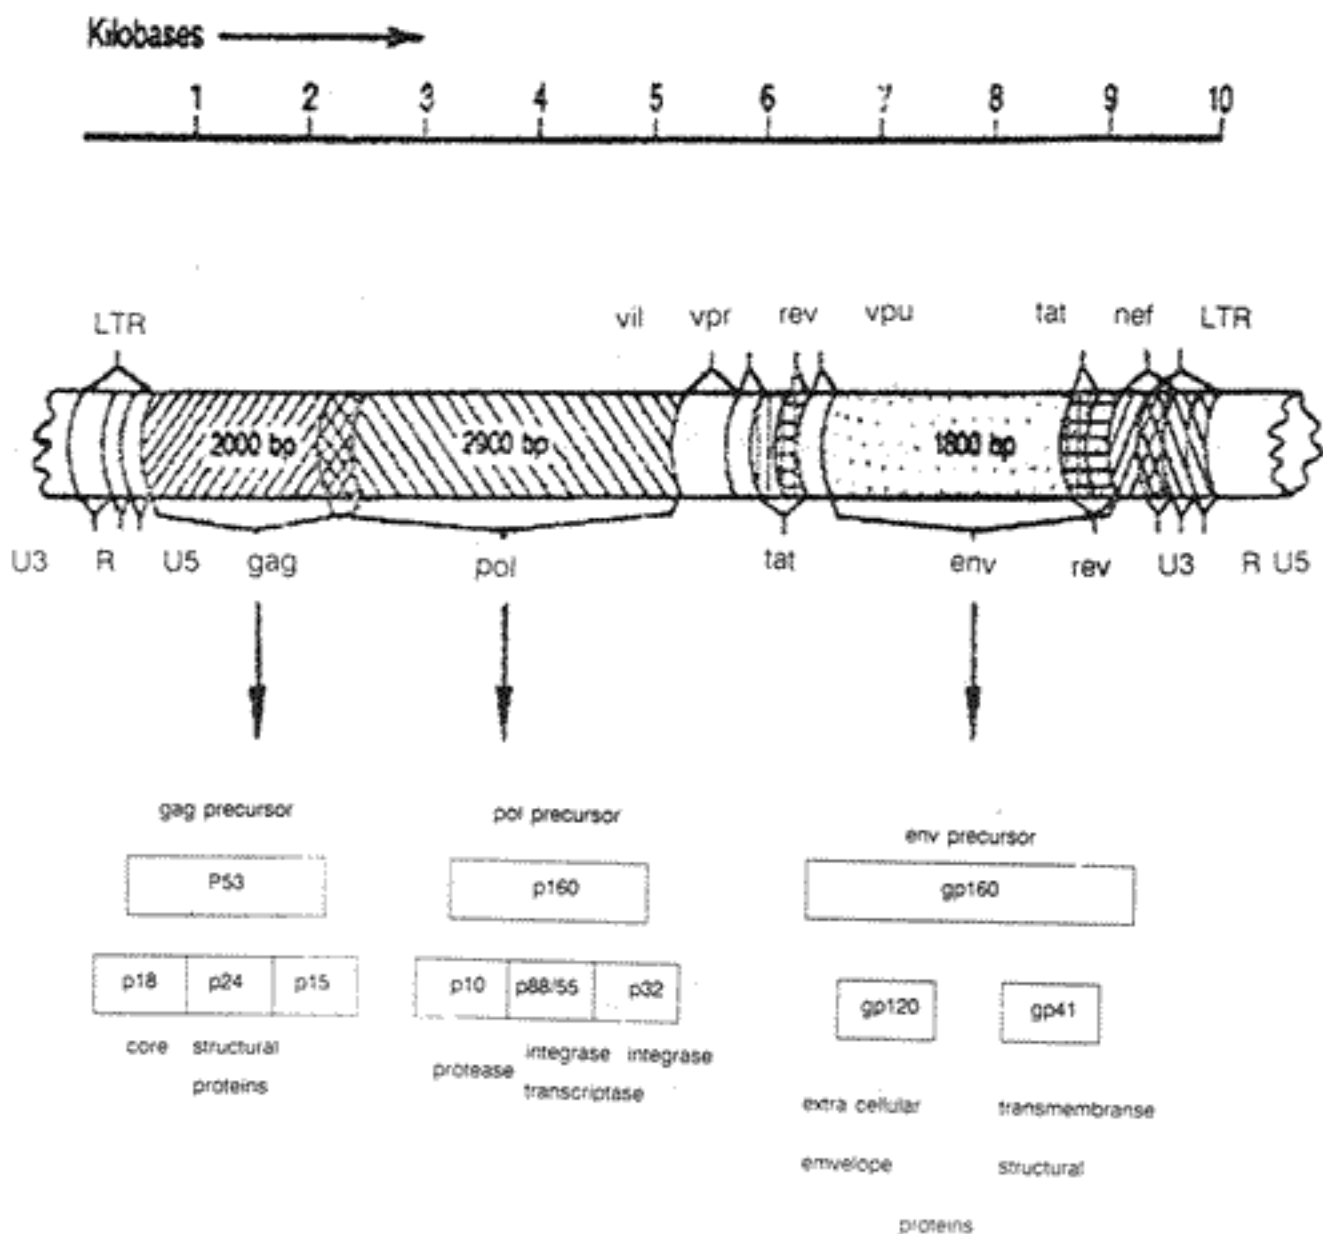 Kilobases
1 2 3 4 5 6 7 8 9 10
LTR vil vpr rev vpu tat nef LTR
2000 bp 2900 bp 1800 bp
U3 R U5 gag pol tat env rev U3 R U5
gag precursor pol precursor env precursor
P53 p160 gp160
p18 p24 p15 p10 p88/55 p32 gp120 gp41
core structural protease integrase integrase
proteins transcriptase
extra cellular transmembranse
emvelope structural
proteins